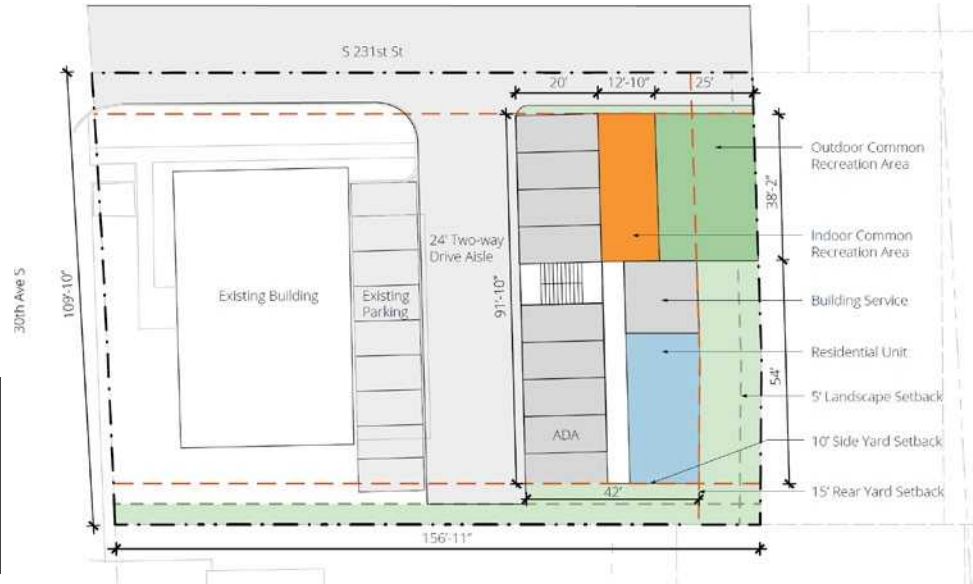 S 231st St
20'
12'-10"
25'
Outdoor Common
Recreation Area
38'-2"
Indoor Common
Recreation Area
24' Two-way
Drive Aisle
30th Ave S
109'-10"
Existing Building
Existing
Parking
91'-10"
Building Service
Residential Unit
54'
5' Landscape Setback
ADA
10' Side Yard Setback
42'
15' Rear Yard Setback
156'-11"